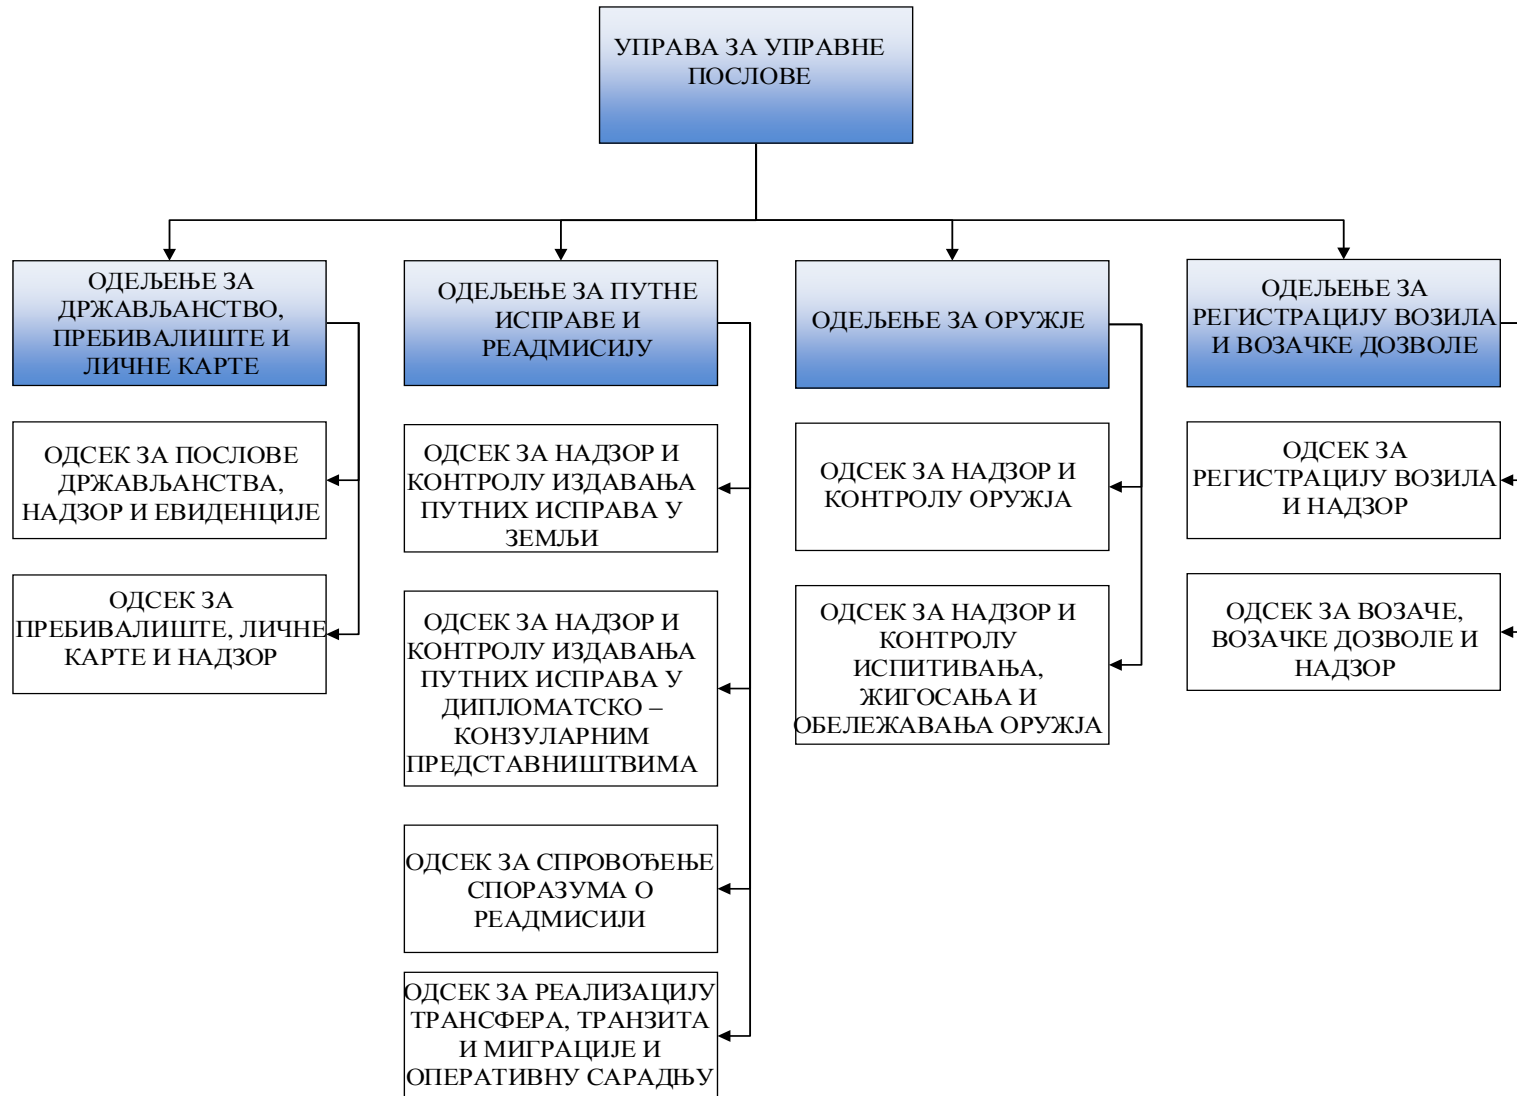 УПРАВА ЗА УПРАВНЕ
ПОСЛОВЕ
ОДЕЉЕЊЕ ЗА
ДРЖАВЉАНСТВО,
ПРЕБИВАЛИШТЕ И
ЛИЧНЕ КАРТЕ
ОДСЕК ЗА ПОСЛОВЕ
ДРЖАВЉАНСТВА,
НАДЗОР И ЕВИДЕНЦИЈЕ
ОДСЕК ЗА
ПРЕБИВАЛИШТЕ, ЛИЧНЕ
КАРТЕ И НАДЗОР
ОДЕЉЕЊЕ ЗА ПУТНЕ
ИСПРАВЕ И
РЕАДМИСИЈУ
ОДСЕК ЗА НАДЗОР И
КОНТРОЛУ ИЗДАВАЊА
ПУТНИХ ИСПРАВА У
ЗЕМЉИ
ОДСЕК ЗА НАДЗОР И
КОНТРОЛУ ИЗДАВАЊА
ПУТНИХ ИСПРАВА У
ДИПЛОМАТСКО –
КОНЗУЛАРНИМ
ПРЕДСТАВНИШТВИМА
ОДСЕК ЗА СПРОВОЂЕЊЕ
СПОРАЗУМА О
РЕАДМИСИЈИ
ОДСЕК ЗА РЕАЛИЗАЦИЈУ
ТРАНСФЕРА, ТРАНЗИТА
И МИГРАЦИЈЕ И
ОПЕРАТИВНУ САРАДЊУ
ОДЕЉЕЊЕ ЗА ОРУЖЈЕ
ОДСЕК ЗА НАДЗОР И
КОНТРОЛУ ОРУЖЈА
ОДСЕК ЗА НАДЗОР И
КОНТРОЛУ
ИСПИТИВАЊА,
ЖИГОСАЊА И
ОБЕЛЕЖАВАЊА ОРУЖЈА
ОДЕЉЕЊЕ ЗА
РЕГИСТРАЦИЈУ ВОЗИЛА
И ВОЗАЧКЕ ДОЗВОЛЕ
ОДСЕК ЗА
РЕГИСТРАЦИЈУ ВОЗИЛА
И НАДЗОР
ОДСЕК ЗА ВОЗАЧЕ,
ВОЗАЧКЕ ДОЗВОЛЕ И
НАДЗОР